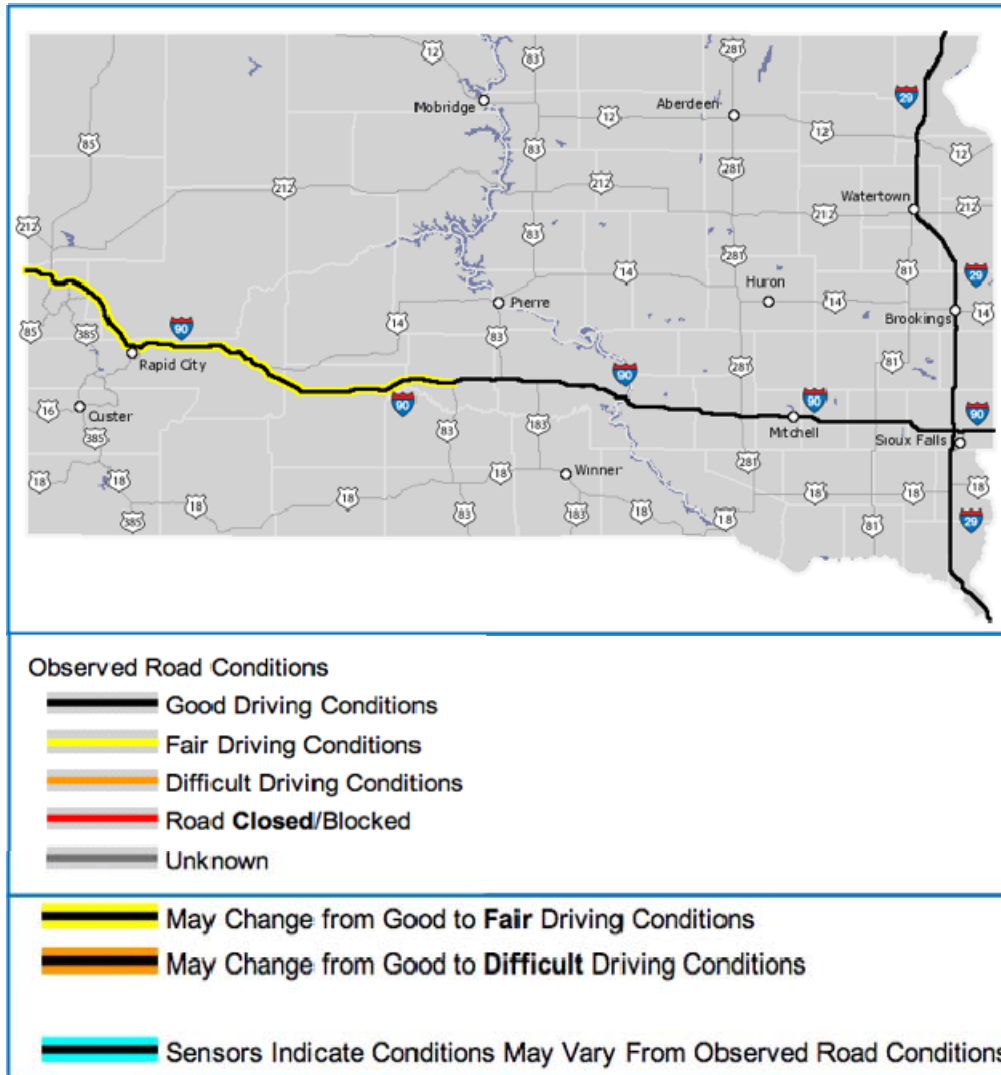 12
83
281
29
Mobridge
Aberdeen
12
12
85
83
12
281
212
212
Watertown
212
212
212
83
281
81
29
14
Huron
Pierre
14
Brookings
14
85
385
90
14
83
Rapid City
90
281
81
16
Custer
90
90
90
Mitchell
Sioux Falls
385
83
183
281
18
18
18
18
Winner
18
18
18
18
385
83
183
18
18
81
29
Observed Road Conditions
Good Driving Conditions
Fair Driving Conditions
Difficult Driving Conditions
Road Closed/Blocked
Unknown
May Change from Good to Fair Driving Conditions
May Change from Good to Difficult Driving Conditions
Sensors Indicate Conditions May Vary From Observed Road Conditions